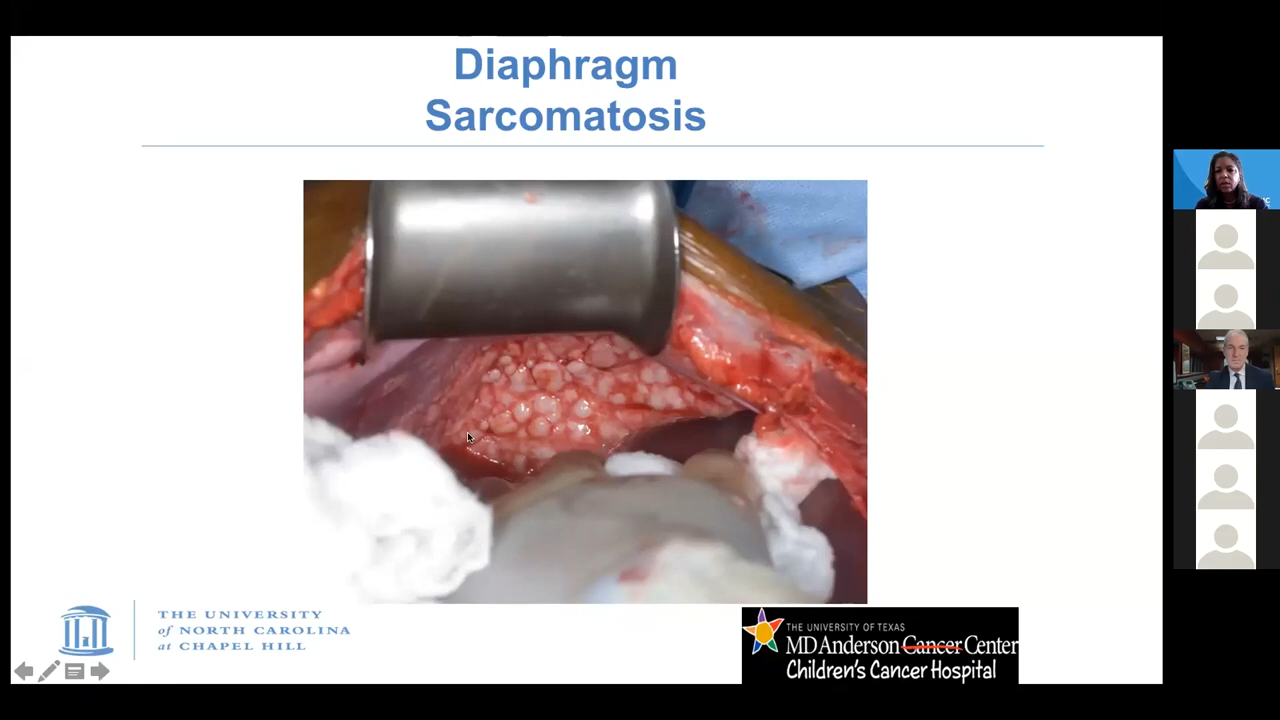 Diaphragm
Sarcomatosis
THE UNIVERSITY
of NORTH CAROLINA
at CHAPEL HILL
THE UNIVERSITY OF TEXAS
MD Anderson Cancer Center
Children's Cancer Hospital